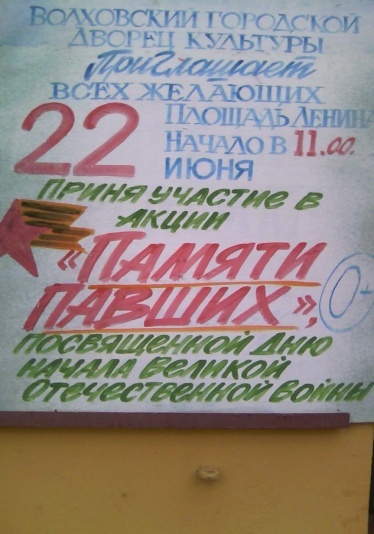 ВОЛХОВСКИЙ ГОРОДСКОЙ
ДВОРЕЦ КУЛЬТУРЫ
Приглашает
ВСЕХ ЖЕЛАЮЩИХ
22 ИЮНЯ
ПЛОЩАДЬ ЛЕНИНА
НАЧАЛО В 11.00.
ПРИНЯ УЧАСТИЕ В
АКЦИИ
«ПАМЯТИ
ПАВШИХ»,
0+
ПОСВЯЩЕННОЙ ДНЮ
НАЧАЛА ВЕЛИКОЙ
ОТЕЧЕСТВЕННОЙ ВОЙНЫ